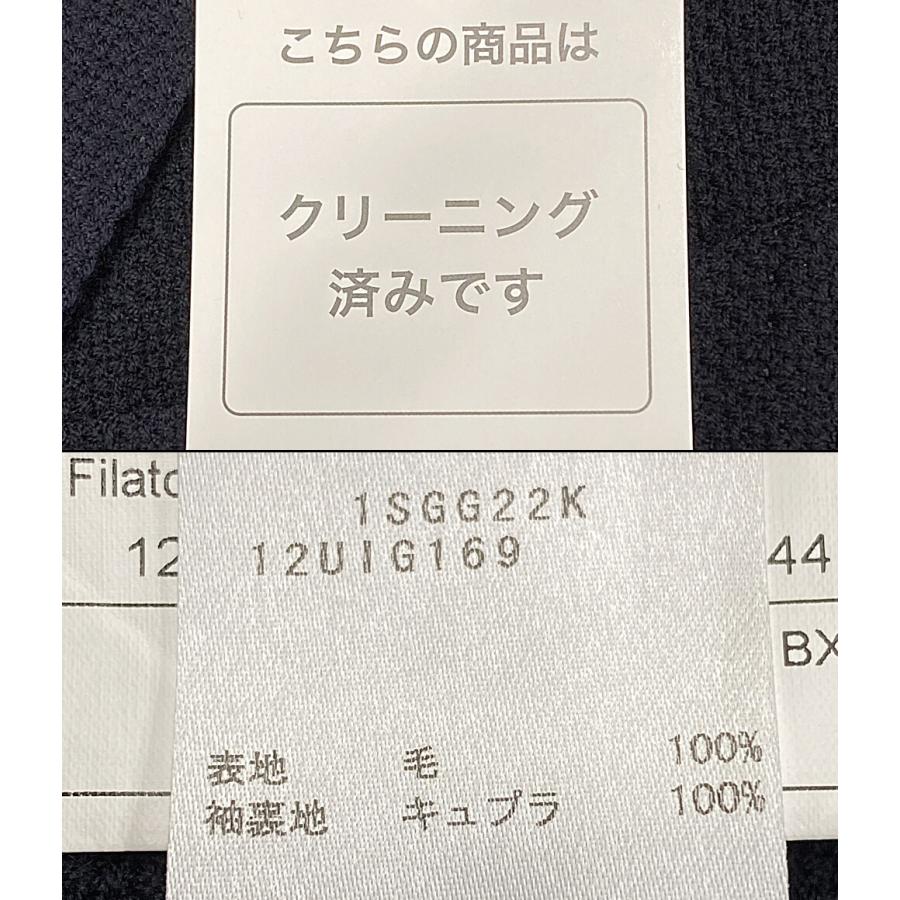 こちらの商品は
クリーニング
済みです
Filato
12
1SGG22K
12UIG169
44
BX
表地 毛 100%
袖裏地 キュプラ 100%